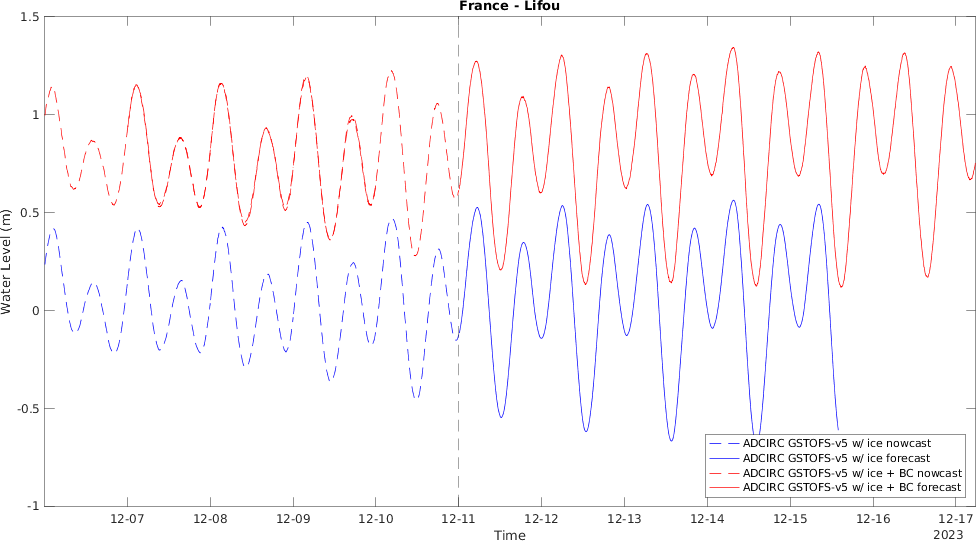 France - Lifou
Water Level (m)
1.5
1
0.5
0
-0.5
-1
12-07 12-08 12-09 12-10 12-11 12-12 12-13 12-14 12-15 12-16 12-17
Time
2023
ADCIRC GSTOFS-v5 w/ ice nowcast
ADCIRC GSTOFS-v5 w/ ice forecast
ADCIRC GSTOFS-v5 w/ ice + BC nowcast
ADCIRC GSTOFS-v5 w/ ice + BC forecast